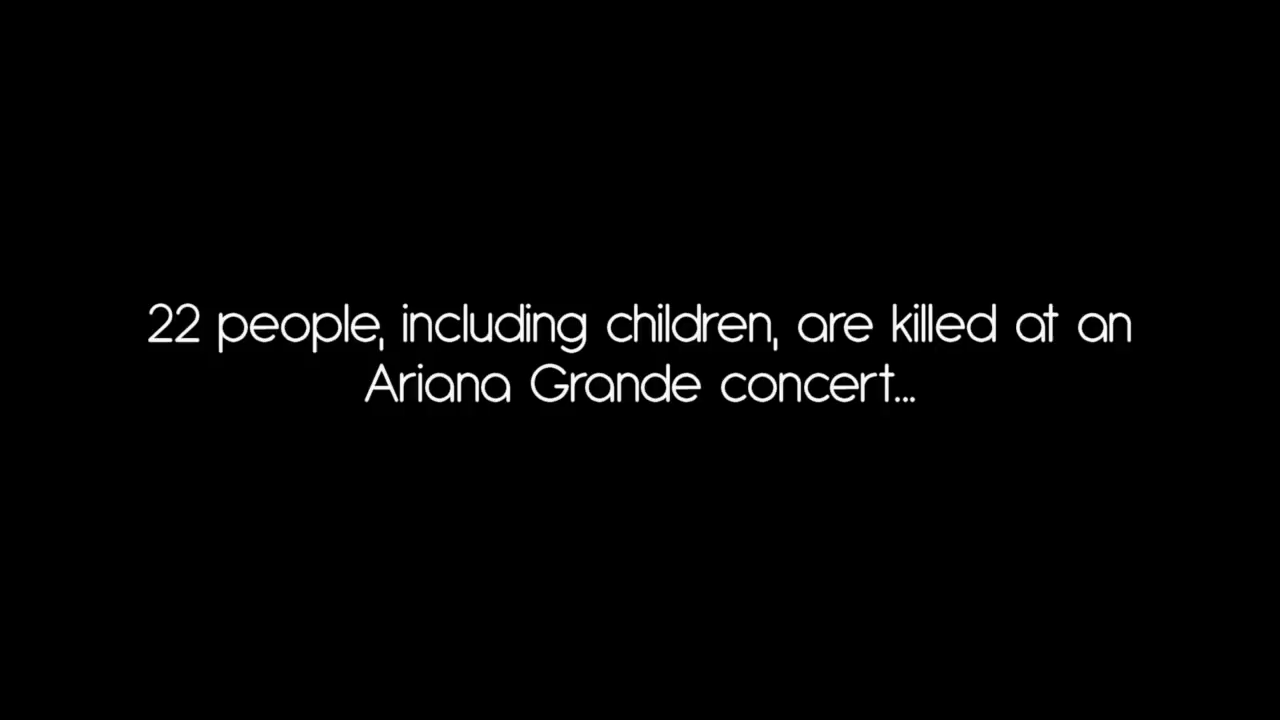 22 people, including children, are killed at an
Ariana Grande concert...